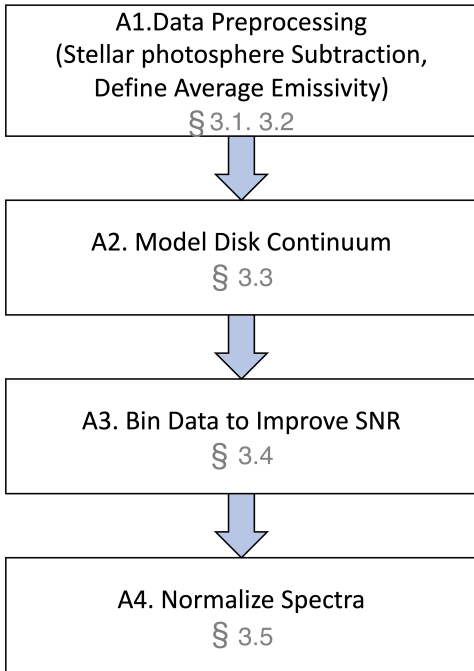 A1.Data Preprocessing
(Stellar photosphere Subtraction,
Define Average Emissivity)
§ 3.1. 3.2
A2. Model Disk Continuum
§ 3.3
A3. Bin Data to Improve SNR
§ 3.4
A4. Normalize Spectra
§ 3.5